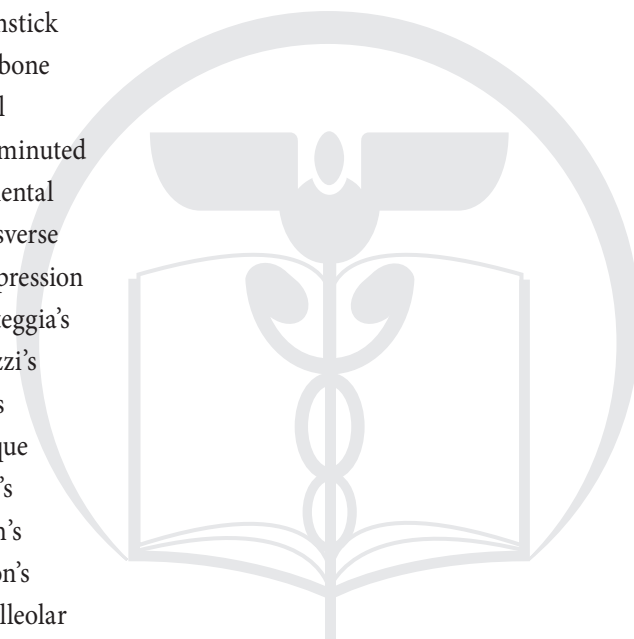 nstick
bone
l
minuted
ental
sverse
pression
eggia’s
zzi’s
s
que
’s
n’s
on’s
lleolar